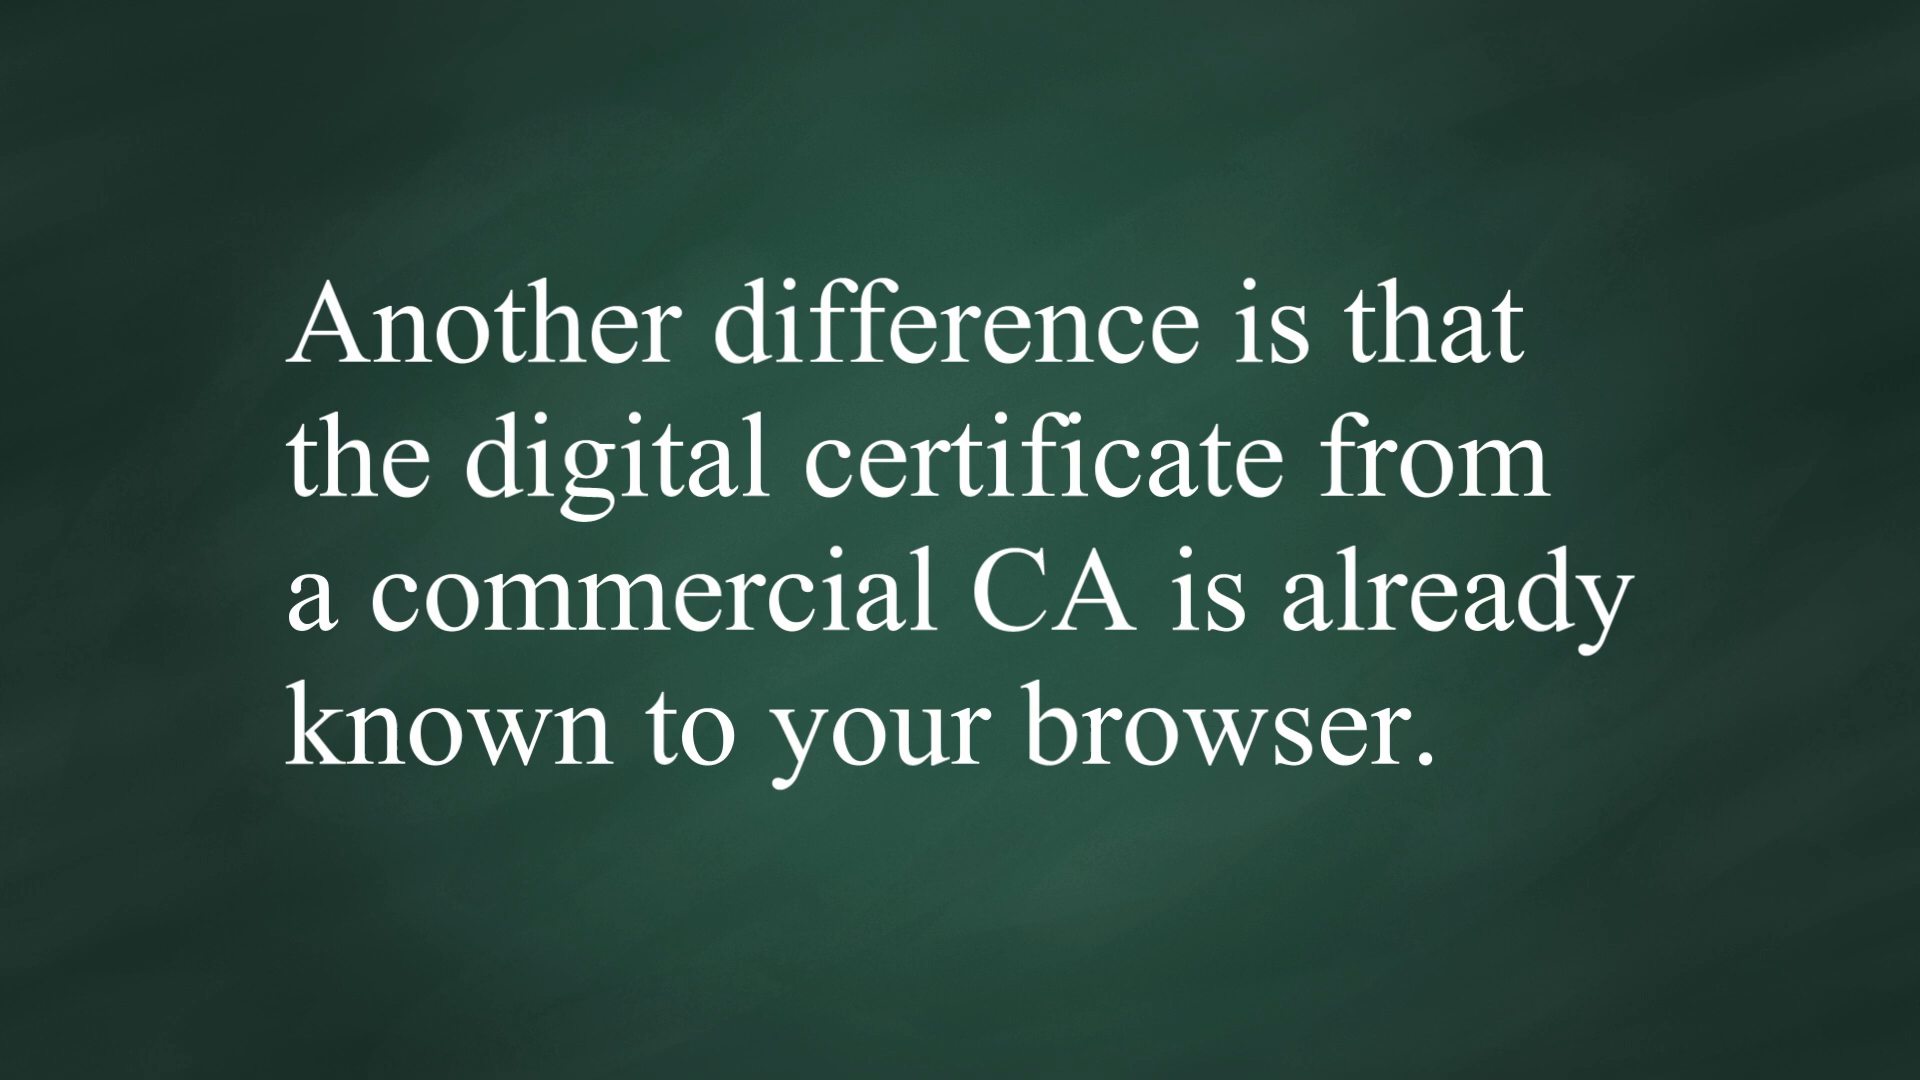 Another difference is that
the digital certificate from
a commercial CA is already
known to your browser.